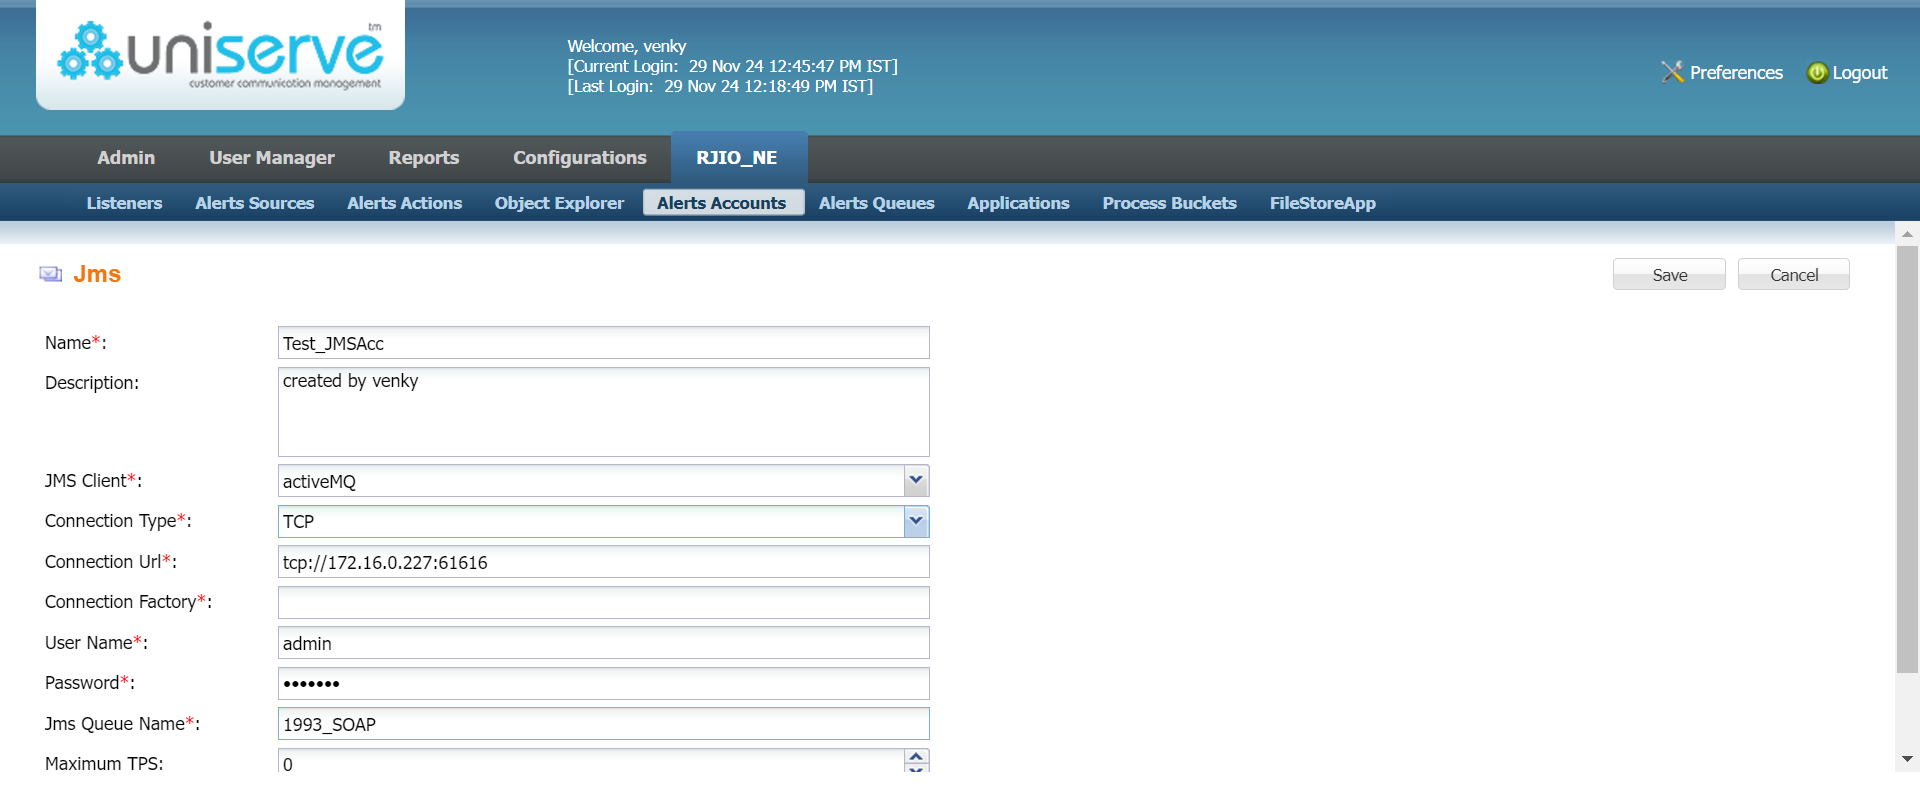 uniserve tm
customer communication management
Welcome, venky
[Current Login:  29 Nov 24 12:45:47 PM IST]
[Last Login:  29 Nov 24 12:18:49 PM IST]
Preferences
Logout
Admin
User Manager
Reports
Configurations
RJIO_NE
Listeners
Alerts Sources
Alerts Actions
Object Explorer
Alerts Accounts
Alerts Queues
Applications
Process Buckets
FileStoreApp
Jms
Save
Cancel
Name*: Test_JMSAcc
Description: created by venky
JMS Client*: activeMQ
Connection Type*: TCP
Connection Url*: tcp://172.16.0.227:61616
Connection Factory*:
User Name*: admin
Password*: •••••••
Jms Queue Name*: 1993_SOAP
Maximum TPS: 0